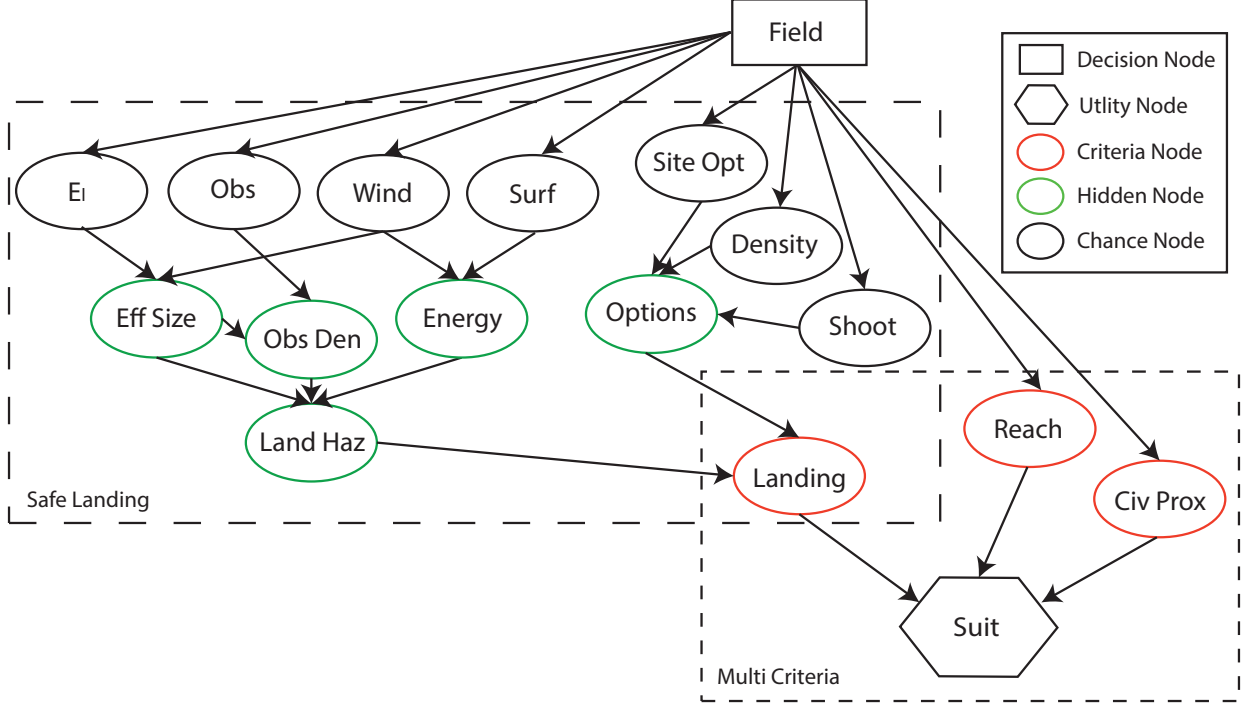 Field
Decision Node
Utlity Node
Criteria Node
Hidden Node
Chance Node
El
Obs
Wind
Surf
Site Opt
Density
Eff Size
Obs Den
Energy
Options
Shoot
Land Haz
Landing
Reach
Civ Prox
Safe Landing
Suit
Multi Criteria